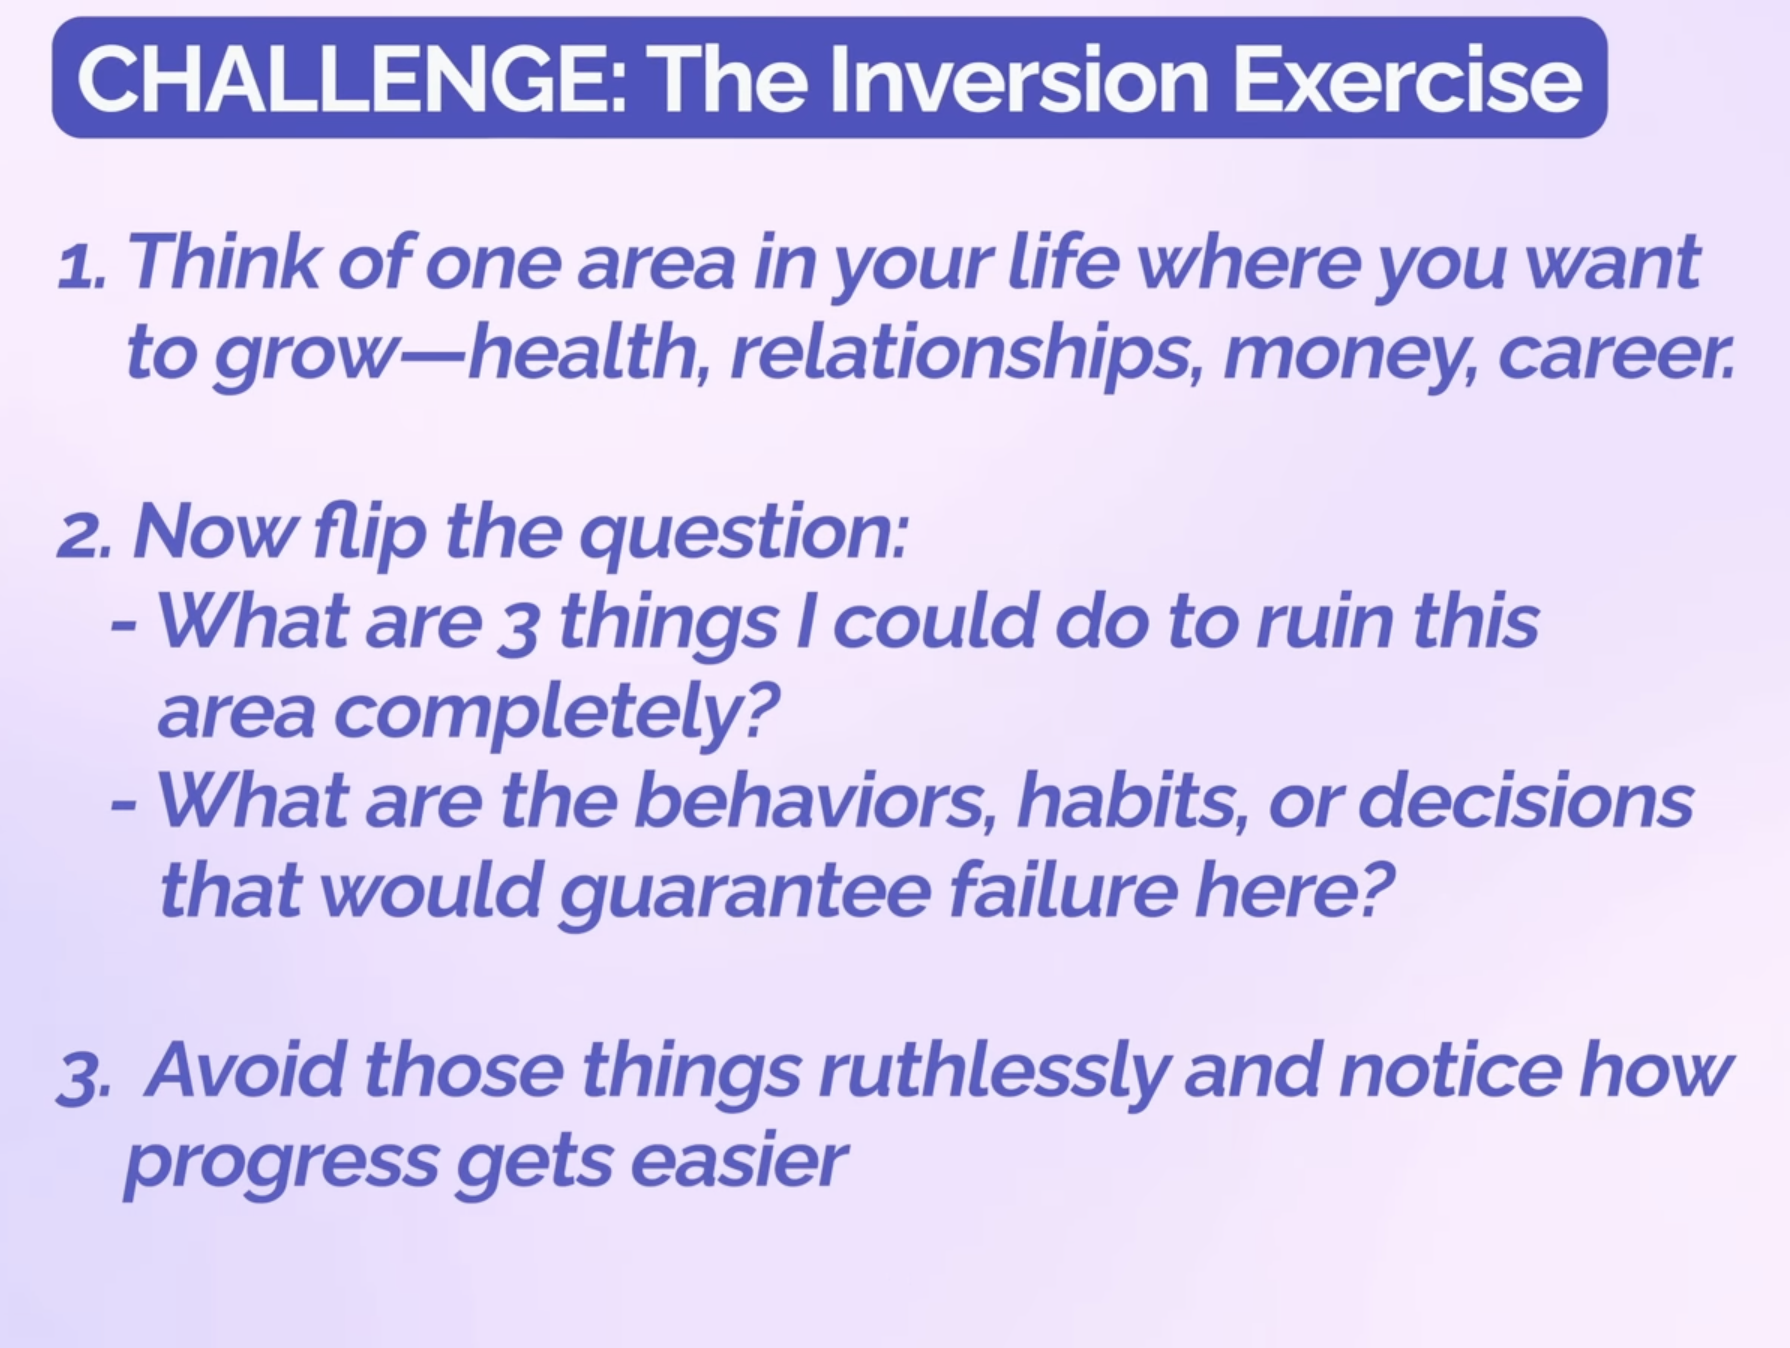 CHALLENGE: The Inversion Exercise
1. Think of one area in your life where you want
to grow—health, relationships, money, career.
2. Now flip the question:
- What are 3 things I could do to ruin this
area completely?
- What are the behaviors, habits, or decisions
that would guarantee failure here?
3. Avoid those things ruthlessly and notice how
progress gets easier